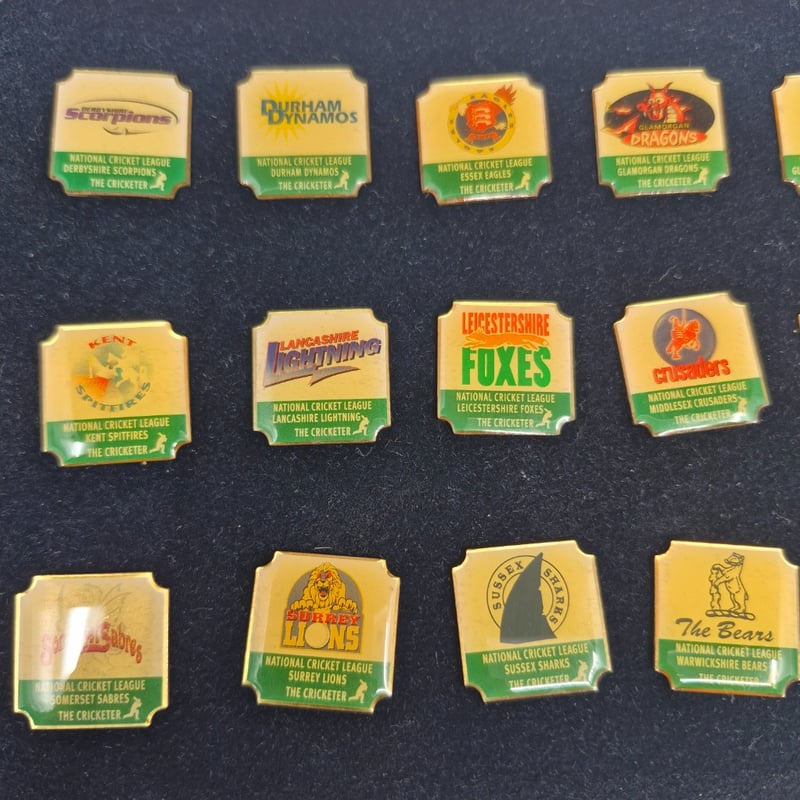 DERBYSHIRE
Scorpions
NATIONAL CRICKET LEAGUE
DERBYSHIRE SCORPIONS
THE CRICKETER
DURHAM
DYNAMOS
NATIONAL CRICKET LEAGUE
DURHAM DYNAMOS
THE CRICKETER
EAGLES
NATIONAL CRICKET LEAGUE
ESSEX EAGLES
THE CRICKETER
GLAMORGAN
DRAGONS
NATIONAL CRICKET LEAGUE
GLAMORGAN DRAGONS
THE CRICKETER
KENT
SPITFIRES
NATIONAL CRICKET LEAGUE
KENT SPITFIRES
THE CRICKETER
LANCASHIRE
LIGHTNING
NATIONAL CRICKET LEAGUE
LANCASHIRE LIGHTNING
THE CRICKETER
LEICESTERSHIRE
FOXES
NATIONAL CRICKET LEAGUE
LEICESTERSHIRE FOXES
THE CRICKETER
crusaders
NATIONAL CRICKET LEAGUE
MIDDLESEX CRUSADERS
THE CRICKETER
Sabres
NATIONAL CRICKET LEAGUE
SOMERSET SABRES
THE CRICKETER
SURREY
LIONS
NATIONAL CRICKET LEAGUE
SURREY LIONS
THE CRICKETER
SUSSEX SHARKS
NATIONAL CRICKET LEAGUE
SUSSEX SHARKS
THE CRICKETER
The Bears
NATIONAL CRICKET LEAGUE
WARWICKSHIRE BEARS
THE CRICKETER